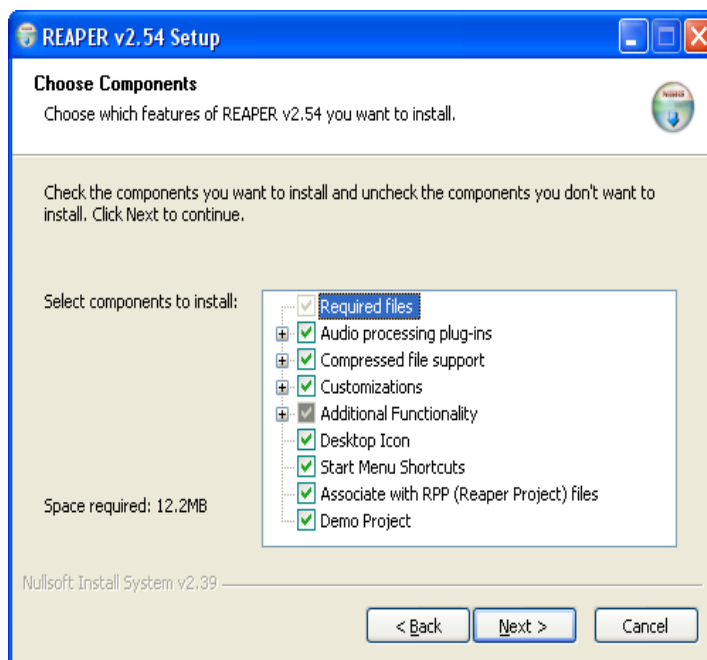 REAPER v2.54 Setup
Choose Components
Choose which features of REAPER v2.54 you want to install.
Check the components you want to install and uncheck the components you don't want to
install. Click Next to continue.
Select components to install:
Required files
Audio processing plug-ins
Compressed file support
Customizations
Additional Functionality
Desktop Icon
Start Menu Shortcuts
Associate with RPP (Reaper Project) files
Demo Project
Space required: 12.2MB
Nullsoft Install System v2.39
< Back
Next >
Cancel